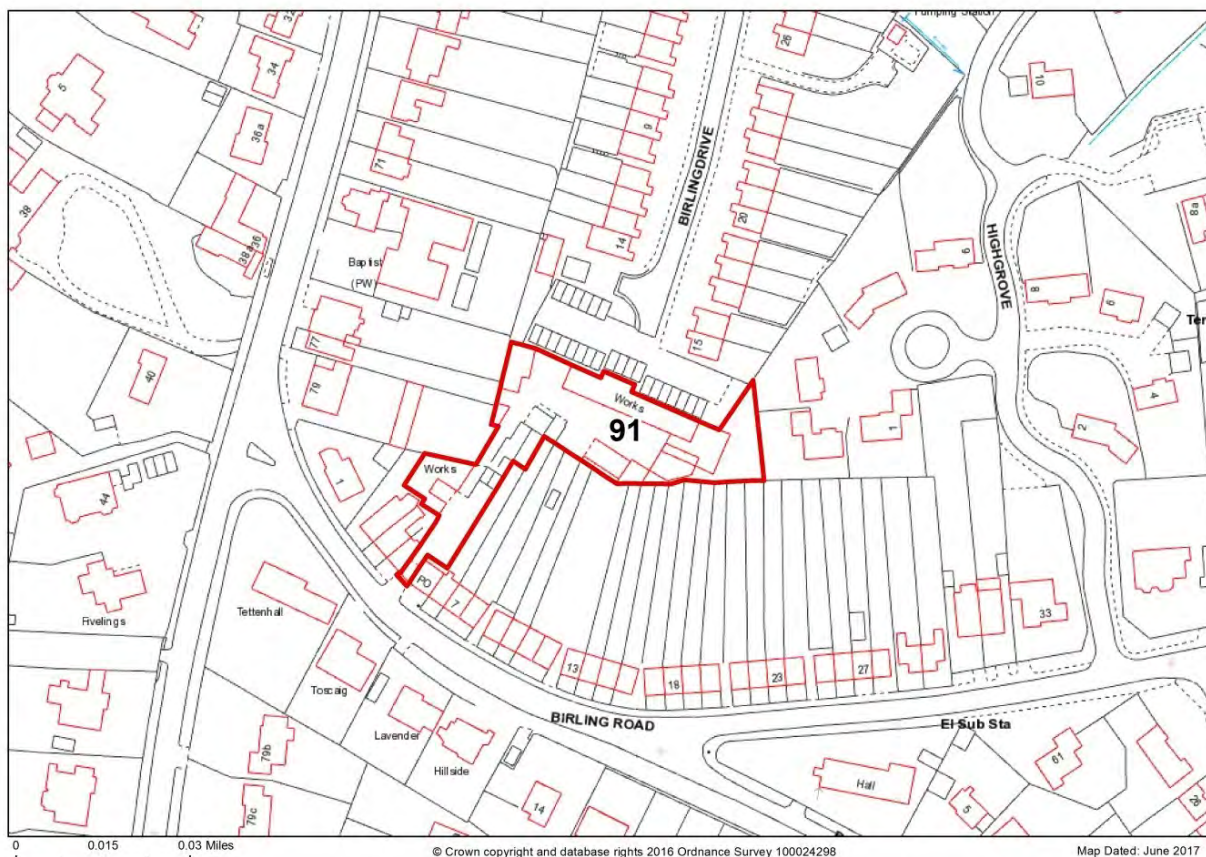 Pumping Station
32
34
5
36a
71
26
9
10
BIRLINGDRIVE
38
38a
36
Baptist
(PW)
14
20
HIGHGROVE
6
8a
8
6
Ter
77
79
15
40
Works
91
1
4
2
1
Works
44
PO
7
Fivelings
Tettenhall
33
Toscaig
13
18
23
27
BIRLING ROAD
El Sub Sta
Lavender
79b
Hillside
61
Hall
14
5
26
79c
0 0.015 0.03 Miles
© Crown copyright and database rights 2016 Ordnance Survey 100024298
Map Dated: June 2017